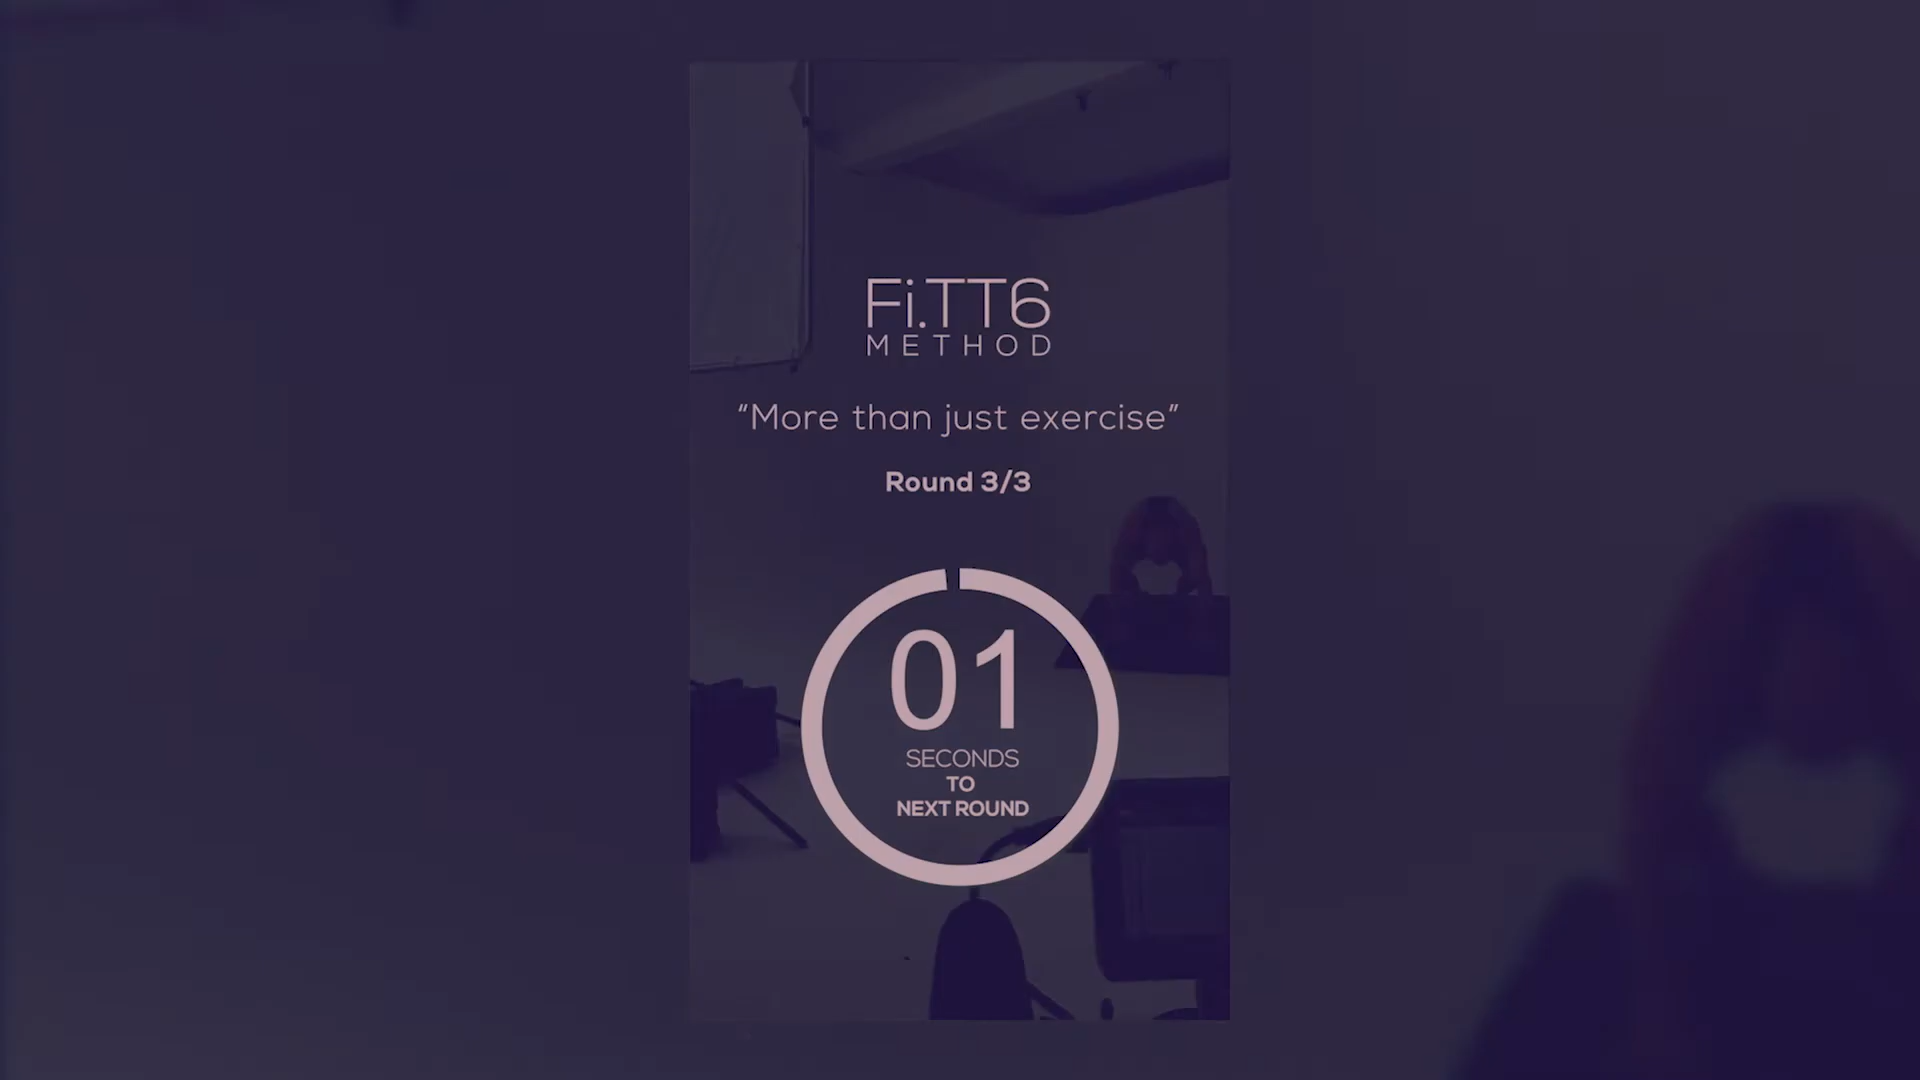 Fi.TT6
METHOD
“More than just exercise”
Round 3/3
01
SECONDS
TO
NEXT ROUND